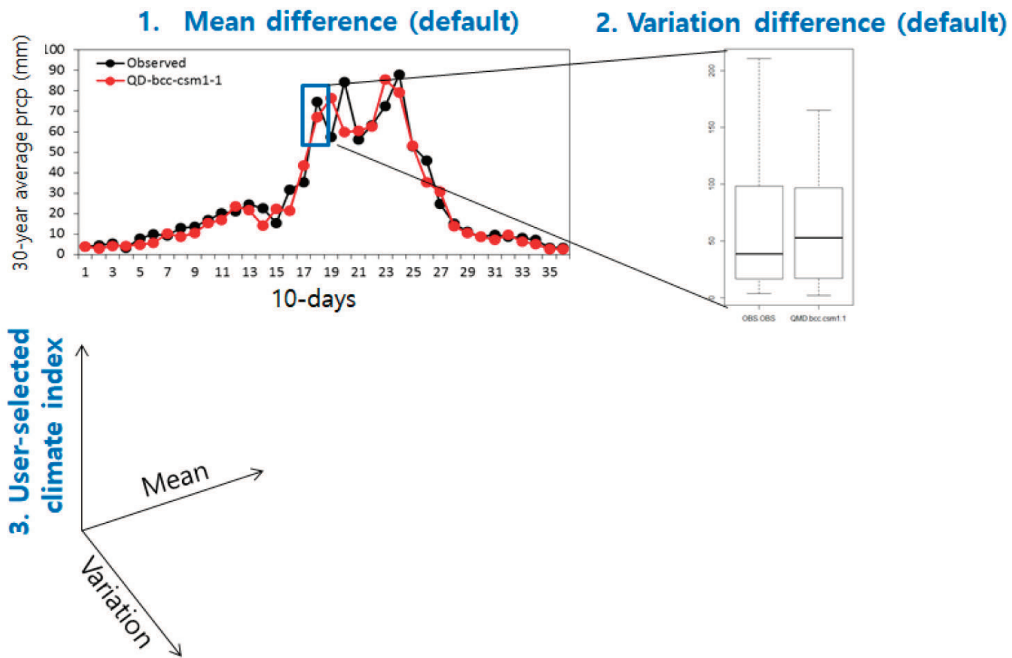 1. Mean difference (default)
2. Variation difference (default)
30-year average prcp (mm)
100
90
80
70
60
50
40
30
20
10
0
Observed
QD-bcc-csm1-1
1 3 5 7 9 11 13 15 17 19 21 23 25 27 29 31 33 35
10-days
200
150
100
50
0
OBS.OBS QMD.bcc.csm1.1
3. User-selected
climate index
Mean
Variation